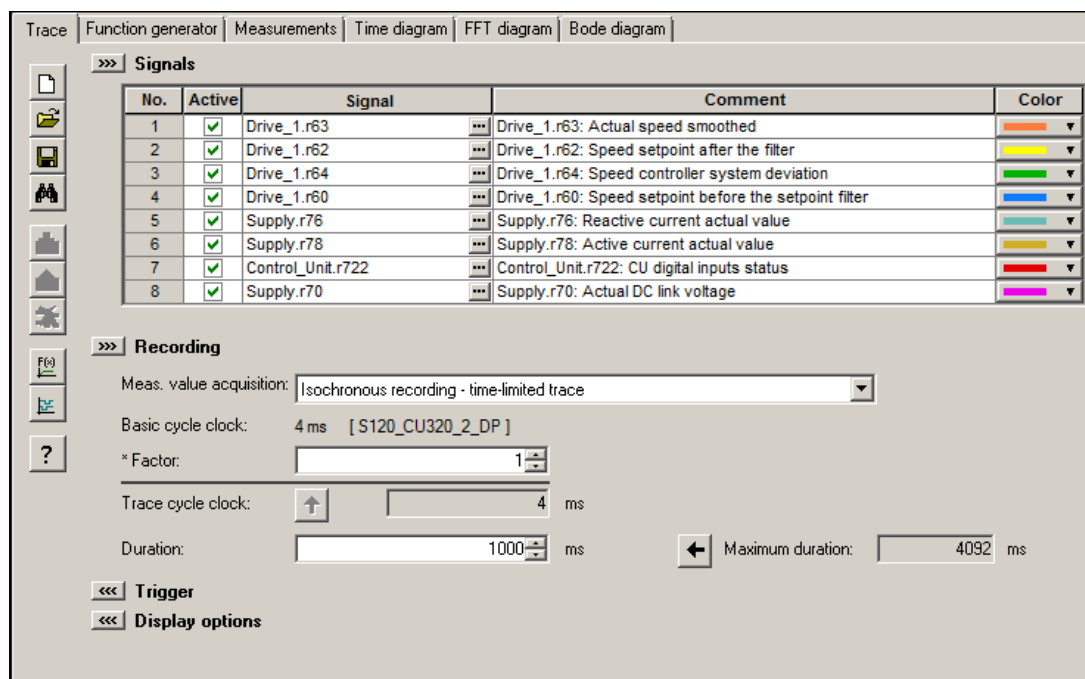 Trace Function generator Measurements Time diagram FFT diagram Bode diagram
>>> Signals
No. Active Signal Comment Color
1 Drive_1.r63 ... Drive_1.r63: Actual speed smoothed
2 Drive_1.r62 ... Drive_1.r62: Speed setpoint after the filter
3 Drive_1.r64 ... Drive_1.r64: Speed controller system deviation
4 Drive_1.r60 ... Drive_1.r60: Speed setpoint before the setpoint filter
5 Supply.r76 ... Supply.r76: Reactive current actual value
6 Supply.r78 ... Supply.r78: Active current actual value
7 Control_Unit.r722 ... Control_Unit.r722: CU digital inputs status
8 Supply.r70 ... Supply.r70: Actual DC link voltage
>>> Recording
F(x)
Meas. value acquisition: Isochronous recording - time-limited trace
Basic cycle clock: 4 ms [ S120_CU320_2_DP ]
?
* Factor: 1
Trace cycle clock: 4 ms
Duration: 1000 ms Maximum duration: 4092 ms
<<< Trigger
<<< Display options